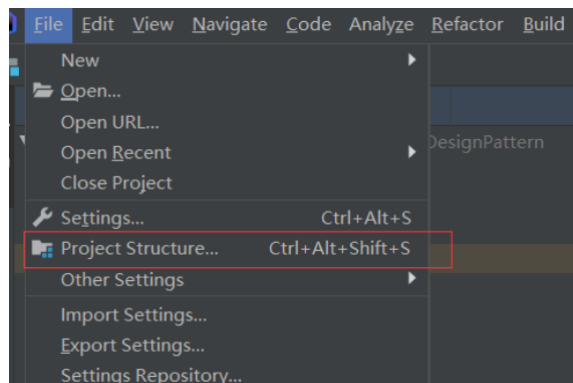 File Edit View Navigate Code Analyze Refactor Build
New
Open...
Open URL...
Open Recent
DesignPattern
Close Project
Settings... Ctrl+Alt+S
Project Structure... Ctrl+Alt+Shift+S
Other Settings
Import Settings...
Export Settings...
Settings Repository...